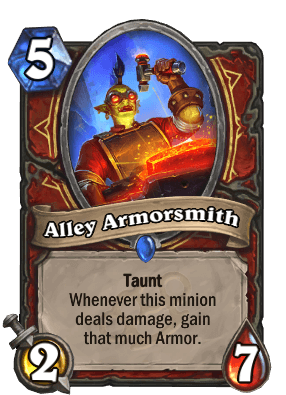 5
Alley Armorsmith
Taunt
Whenever this minion
deals damage, gain
that much Armor.
2
7